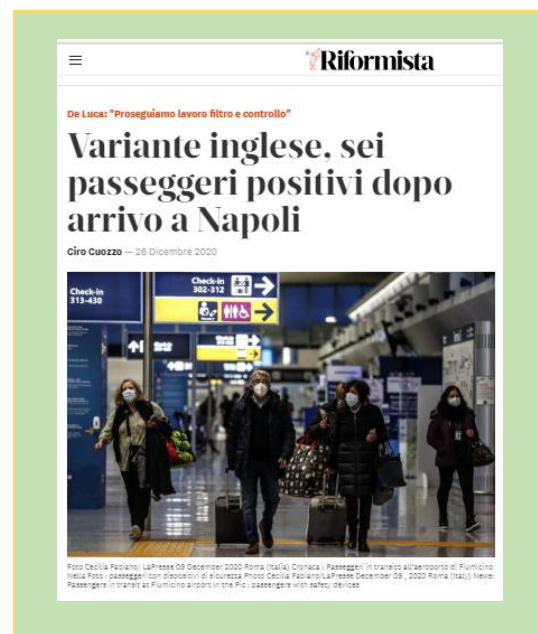 Riformista
De Luca: "Proseguiamo lavoro filtro e controllo"
Variante inglese, sei
passeggeri positivi dopo
arrivo a Napoli
Ciro Cuozzo — 26 Dicembre 2020
Check-in
313-430
Check-in
302-312
Foto Cecilia Fabiano/ LaPresse 09 December 2020 Roma (Italia) Cronaca : Passeggeri in transito all'aeroporto di Fiumicino
Nella Foto : passeggeri con dispositivi di sicurezza Photo Cecilia Fabiano/LaPresse December 09 , 2020 Roma (Italy) News:
Passengers in transit at Fiumicino airport In the Pic : passengers with safety devices